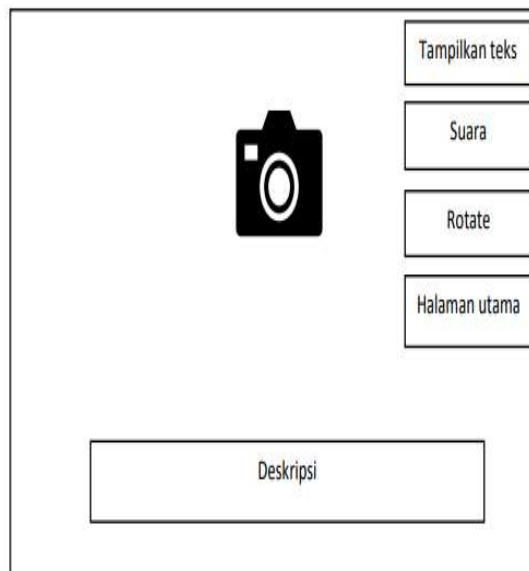 Tampilkan teks
Suara
Rotate
Halaman utama
Deskripsi